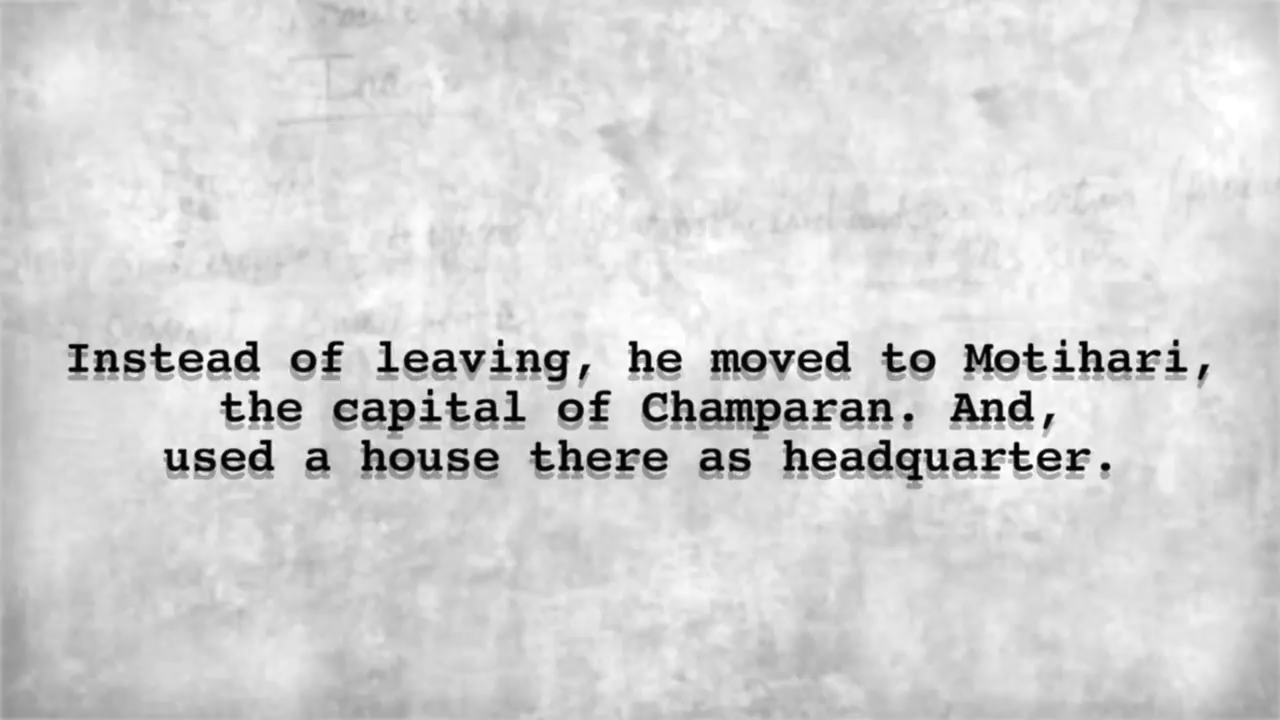 Instead of leaving, he moved to Motihari,
the capital of Champaran. And,
used a house there as headquarter.